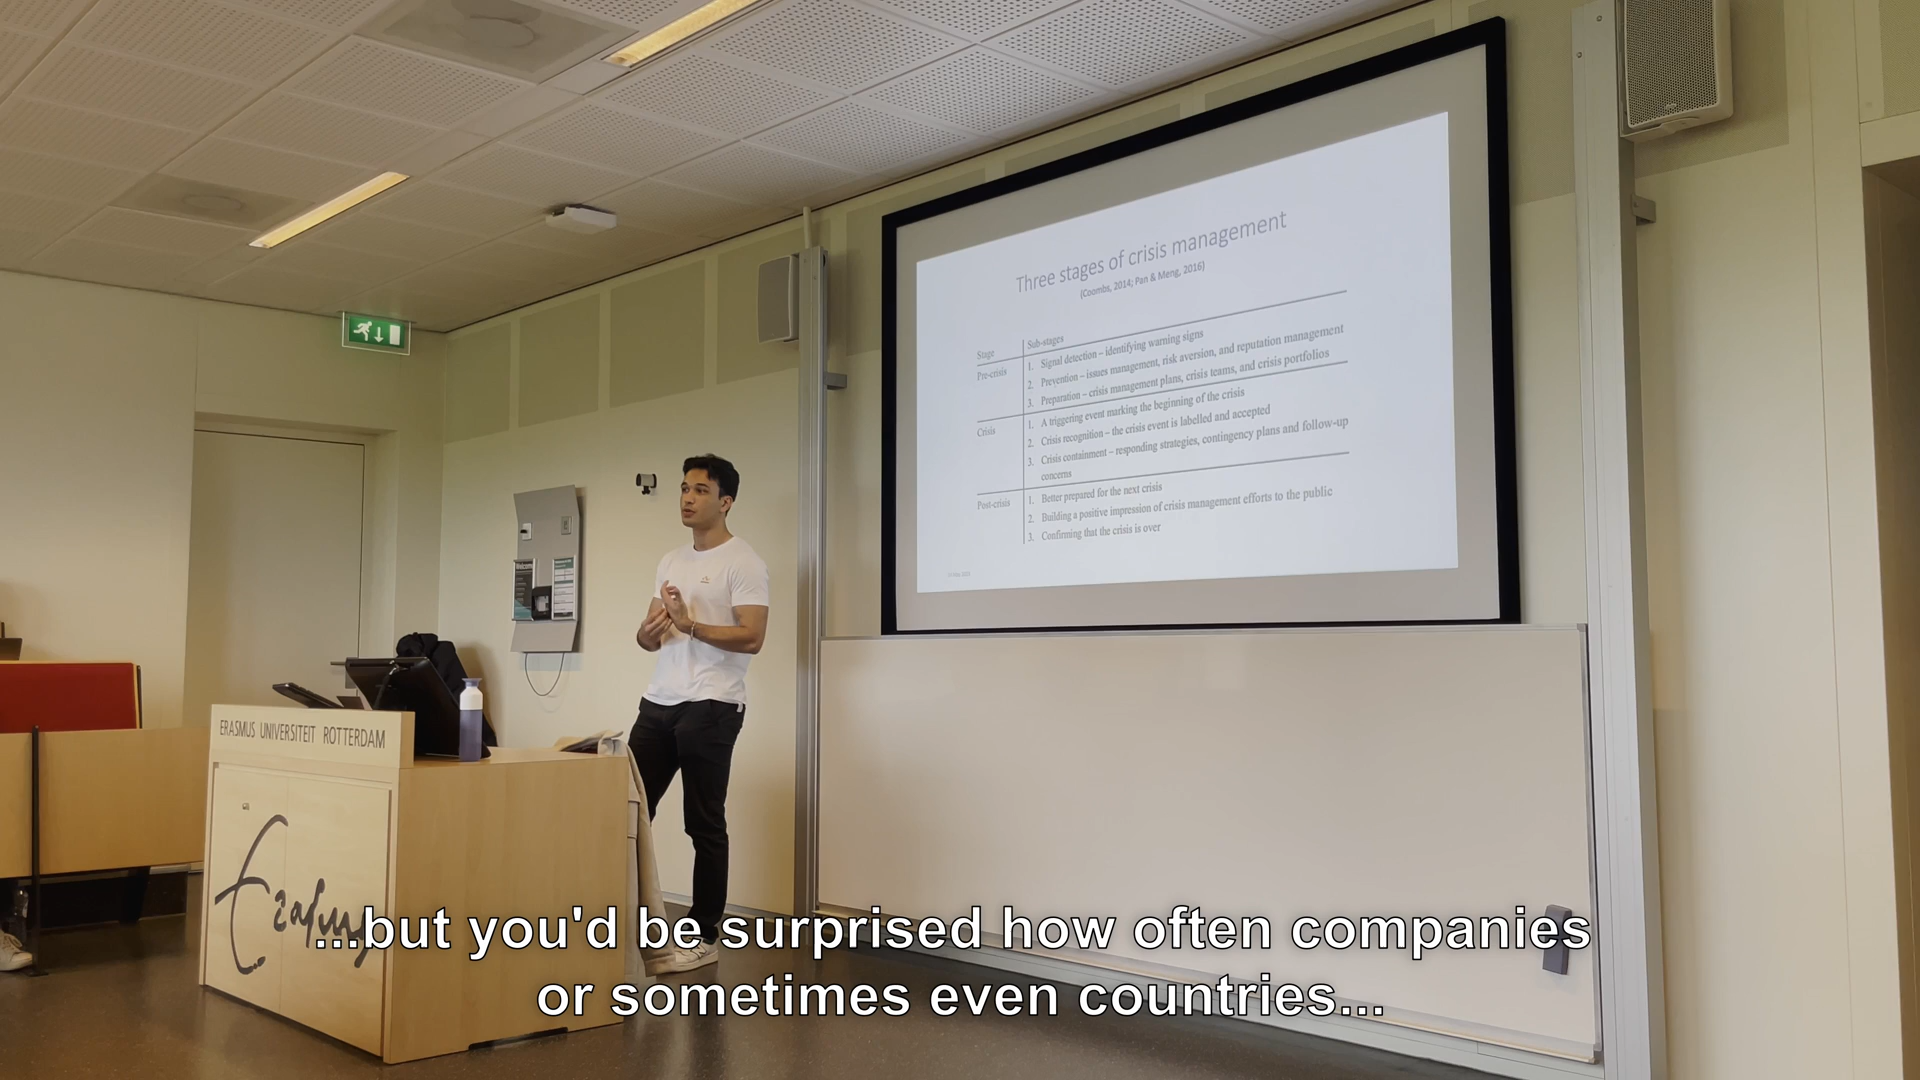 Three stages of crisis management
(Coombs, 2014; Pan & Meng, 2016)
Stage
Sub-stages
Pre-crisis
1. Signal detection – identifying warning signs
2. Prevention – issues management, risk aversion, and reputation management
3. Preparation – crisis management plans, crisis teams, and crisis portfolios
Crisis
1. A triggering event marking the beginning of the crisis
2. Crisis recognition – the crisis event is labelled and accepted
3. Crisis containment – responding strategies, contingency plans and follow-up
concerns
Post-crisis
1. Better prepared for the next crisis
2. Building a positive impression of crisis management efforts to the public
3. Confirming that the crisis is over
ERASMUS UNIVERSITEIT ROTTERDAM
Erasmus
...but you'd be surprised how often companies
or sometimes even countries...